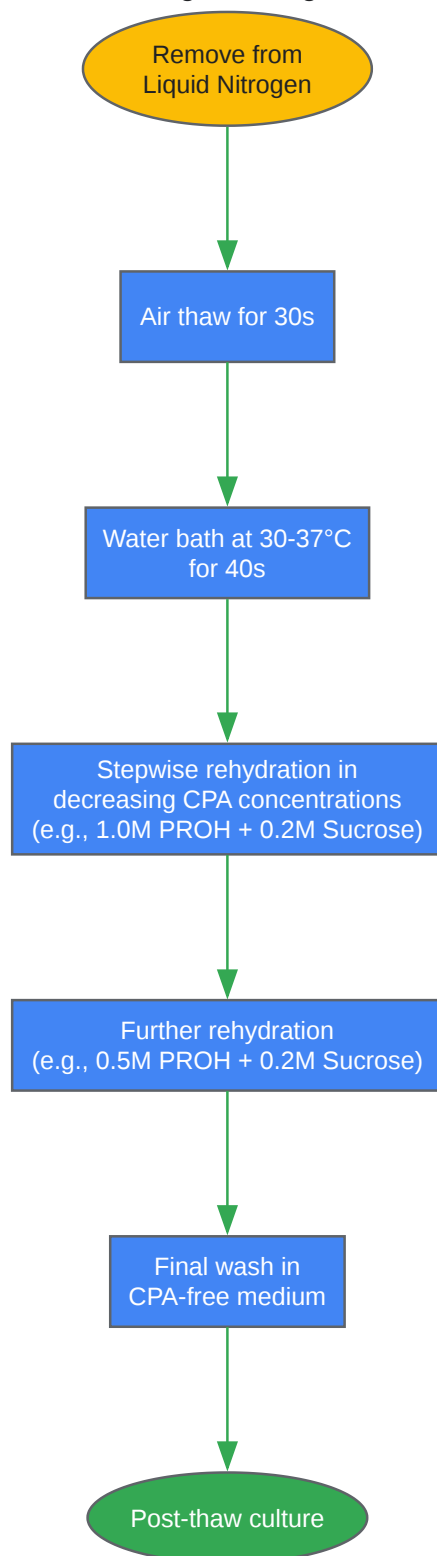 Remove from
Liquid Nitrogen
Air thaw for 30s
Water bath at 30-37°C
for 40s
Stepwise rehydration in
decreasing CPA concentrations
(e.g., 1.0M PROH + 0.2M Sucrose)
Further rehydration
(e.g., 0.5M PROH + 0.2M Sucrose)
Final wash in
CPA-free medium
Post-thaw culture